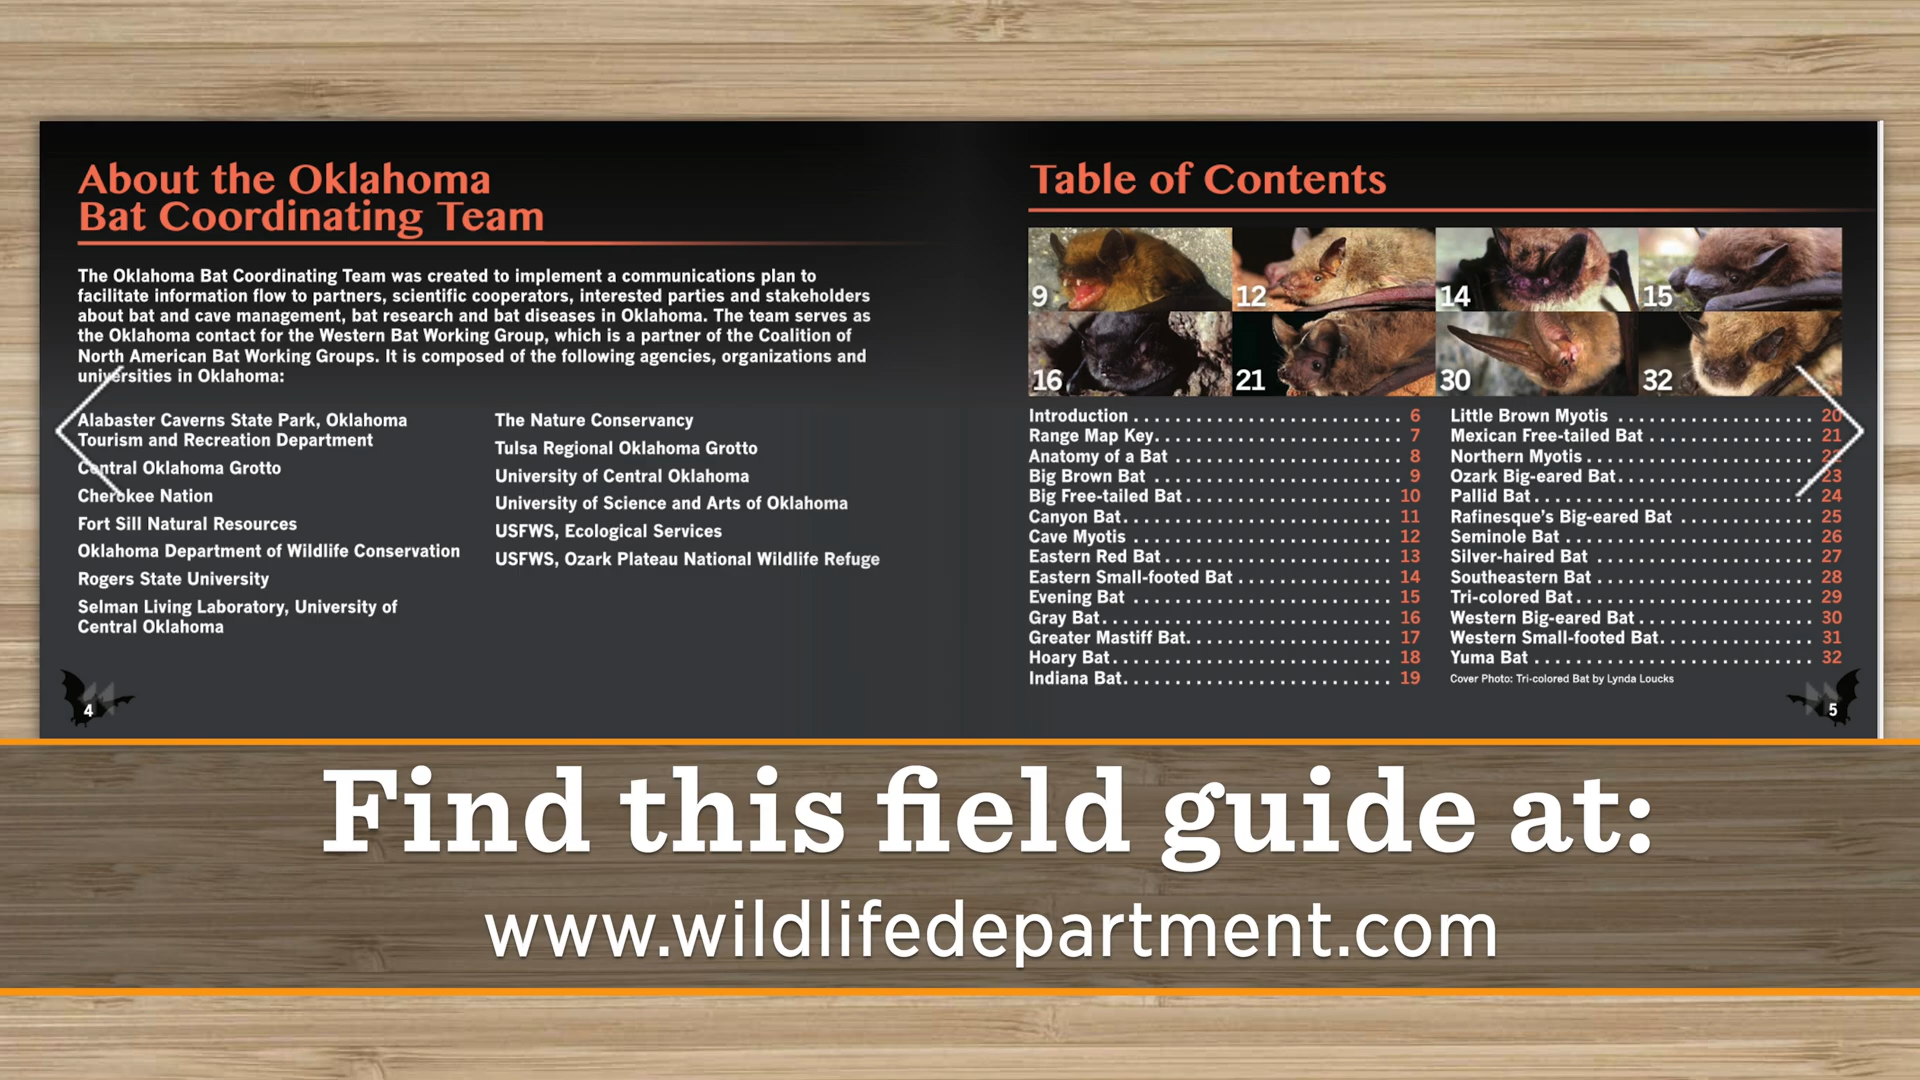 About the Oklahoma
Bat Coordinating Team
The Oklahoma Bat Coordinating Team was created to implement a communications plan to
facilitate information flow to partners, scientific cooperators, interested parties and stakeholders
about bat and cave management, bat research and bat diseases in Oklahoma. The team serves as
the Oklahoma contact for the Western Bat Working Group, which is a partner of the Coalition of
North American Bat Working Groups. It is composed of the following agencies, organizations and
universities in Oklahoma:
Alabaster Caverns State Park, Oklahoma
Tourism and Recreation Department
Central Oklahoma Grotto
Cherokee Nation
Fort Sill Natural Resources
Oklahoma Department of Wildlife Conservation
Rogers State University
Selman Living Laboratory, University of
Central Oklahoma
The Nature Conservancy
Tulsa Regional Oklahoma Grotto
University of Central Oklahoma
University of Science and Arts of Oklahoma
USFWS, Ecological Services
USFWS, Ozark Plateau National Wildlife Refuge
4
Table of Contents
9 12 14 15
16 21 30 32
Introduction . . . . . . . . . . 6
Range Map Key. . . . . . . . . . 7
Anatomy of a Bat . . . . . . . . . . 8
Big Brown Bat . . . . . . . . . . 9
Big Free-tailed Bat . . . . . . . . . . 10
Canyon Bat. . . . . . . . . . 11
Cave Myotis . . . . . . . . . . 12
Eastern Red Bat . . . . . . . . . . 13
Eastern Small-footed Bat . . . . . . . . . . 14
Evening Bat . . . . . . . . . . 15
Gray Bat . . . . . . . . . . 16
Greater Mastiff Bat. . . . . . . . . . 17
Hoary Bat . . . . . . . . . . 18
Indiana Bat. . . . . . . . . . 19
Little Brown Myotis . . . . . . . . . . 20
Mexican Free-tailed Bat . . . . . . . . . . 21
Northern Myotis . . . . . . . . . . 22
Ozark Big-eared Bat. . . . . . . . . . 23
Pallid Bat . . . . . . . . . . 24
Rafinesque's Big-eared Bat . . . . . . . . . . 25
Seminole Bat . . . . . . . . . . 26
Silver-haired Bat . . . . . . . . . . 27
Southeastern Bat . . . . . . . . . . 28
Tri-colored Bat . . . . . . . . . . 29
Western Big-eared Bat . . . . . . . . . . 30
Western Small-footed Bat. . . . . . . . . . 31
Yuma Bat . . . . . . . . . . 32
Cover Photo: Tri-colored Bat by Lynda Loucks
5
Find this field guide at:
www.wildlifedepartment.com